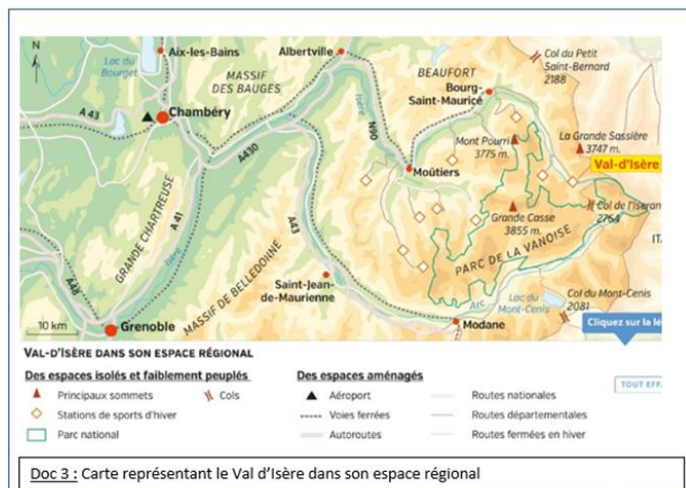 N
Aix-les-Bains
Albertville
Col du Petit
Saint-Bernard
2188
Lac du
Bourget
MASSIF
DES BAUGES
BEAUFORT
Bourg-
Saint-Mauricé
A 43
Chambéry
Isère
N90
Mont Pourri
3775 m.
La Grande Sassière
3747 m.
Val-d'Isère
A430
Moûtiers
Col de l'Iseran
2764
GRANDE CHARTREUSE
A 41
Isère
A43
Grande Casse
3855 m.
PARC DE LA VANOISE
ITA
MASSIF DE BELLEDONNE
Saint-Jean-
de-Maurienne
Arc
Lac du
Mont-Cenis
Col du Mont-Cenis
2081
A48
10 km
Grenoble
Modane
Cliquez sur la lé
VAL-D'ISÈRE DANS SON ESPACE RÉGIONAL
Des espaces isolés et faiblement peuplés
Des espaces aménagés
TOUT EFFA
Principaux sommets
Cols
Aéroport
Routes nationales
Stations de sports d'hiver
Voies ferrées
Routes départementales
Parc national
Autoroutes
Routes fermées en hiver
Doc 3 : Carte représentant le Val d'Isère dans son espace régional